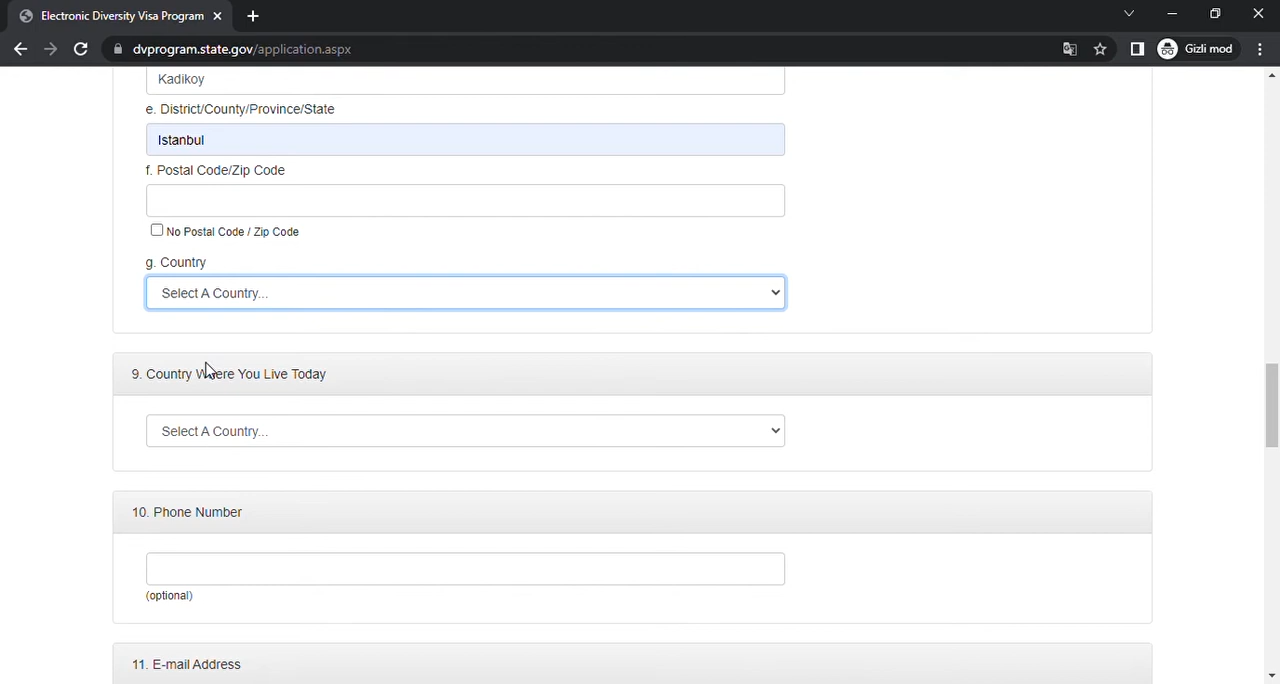 Electronic Diversity Visa Program
dvprogram.state.gov/application.aspx
Gizli mod
Kadikoy
e. District/County/Province/State
Istanbul
f. Postal Code/Zip Code
No Postal Code / Zip Code
g. Country
Select A Country...
9. Country Where You Live Today
Select A Country...
10. Phone Number
(optional)
11. E-mail Address